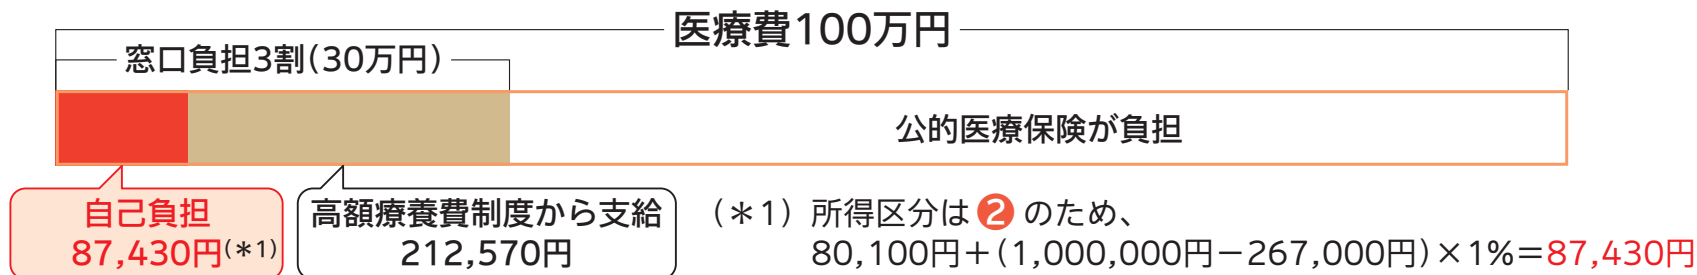 医療費100万円
窓口負担3割(30万円)
公的医療保険が負担
自己負担
87,430円(＊1)
高額療養費制度から支給
212,570円
(＊1) 所得区分は ❷ のため、
80,100円＋(1,000,000円－267,000円)×1%＝87,430円